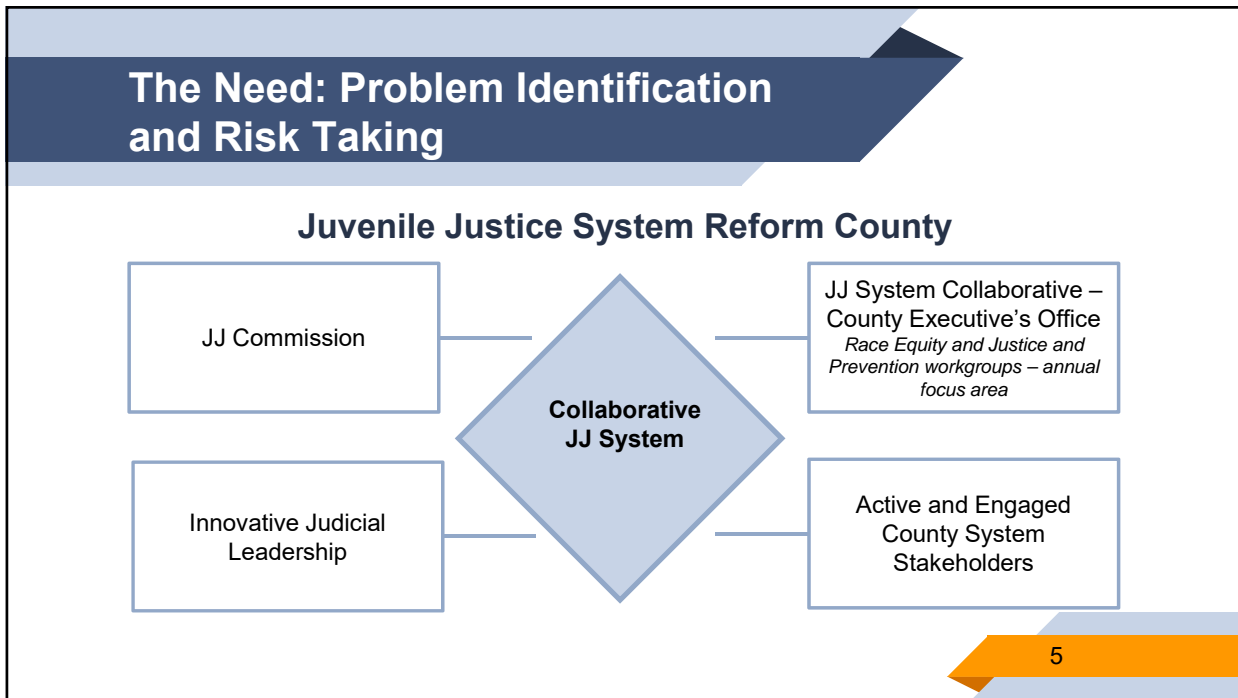 The Need: Problem Identification
and Risk Taking
Juvenile Justice System Reform County
JJ Commission
JJ System Collaborative –
County Executive’s Office
Race Equity and Justice and
Prevention workgroups – annual
focus area
Collaborative
JJ System
Innovative Judicial
Leadership
Active and Engaged
County System
Stakeholders
5